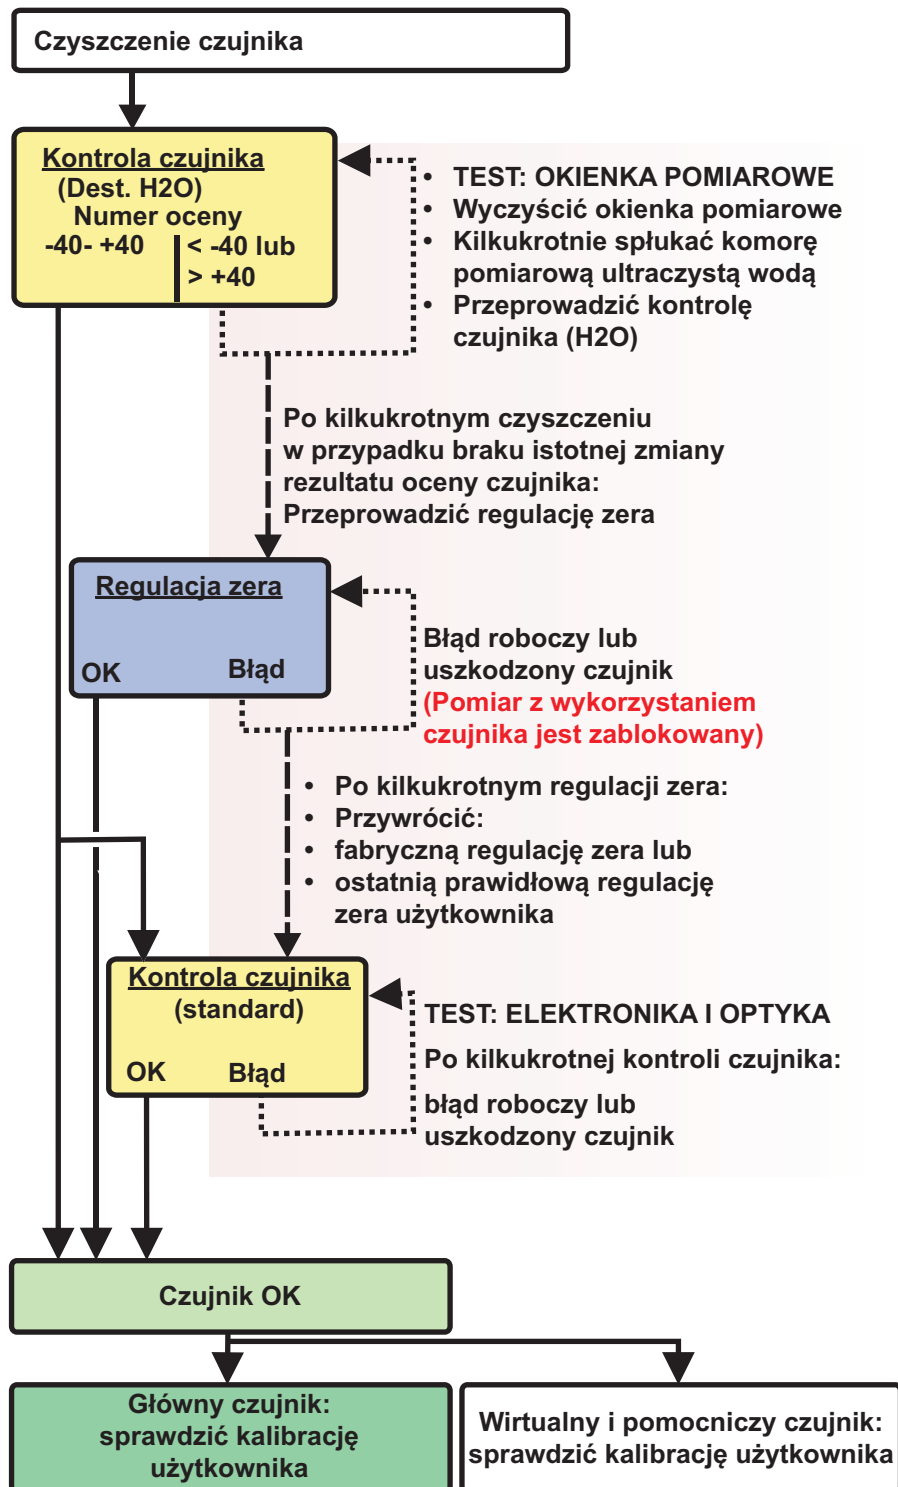 Czyszczenie czujnika
Kontrola czujnika
(Dest. H2O)
Numer oceny
-40- +40
< -40 lub
> +40
• TEST: OKIENKA POMIAROWE
• Wyczyścić okienka pomiarowe
• Kilkukrotnie spłukać komorę
pomiarową ultraczystą wodą
• Przeprowadzić kontrolę
czujnika (H2O)
Po kilkukrotnym czyszczeniu
w przypadku braku istotnej zmiany
rezultatu oceny czujnika:
Przeprowadzić regulację zera
Regulacja zera
OK
Błąd
Błąd roboczy lub
uszkodzony czujnik
(Pomiar z wykorzystaniem
czujnika jest zablokowany)
• Po kilkukrotnym regulacji zera:
• Przywrócić:
• fabryczną regulację zera lub
• ostatnią prawidłową regulację
zera użytkownika
Kontrola czujnika
(standard)
OK
Błąd
TEST: ELEKTRONIKA I OPTYKA
Po kilkukrotnej kontroli czujnika:
błąd roboczy lub
uszkodzony czujnik
Czujnik OK
Główny czujnik:
sprawdzić kalibrację
użytkownika
Wirtualny i pomocniczy czujnik:
sprawdzić kalibrację użytkownika